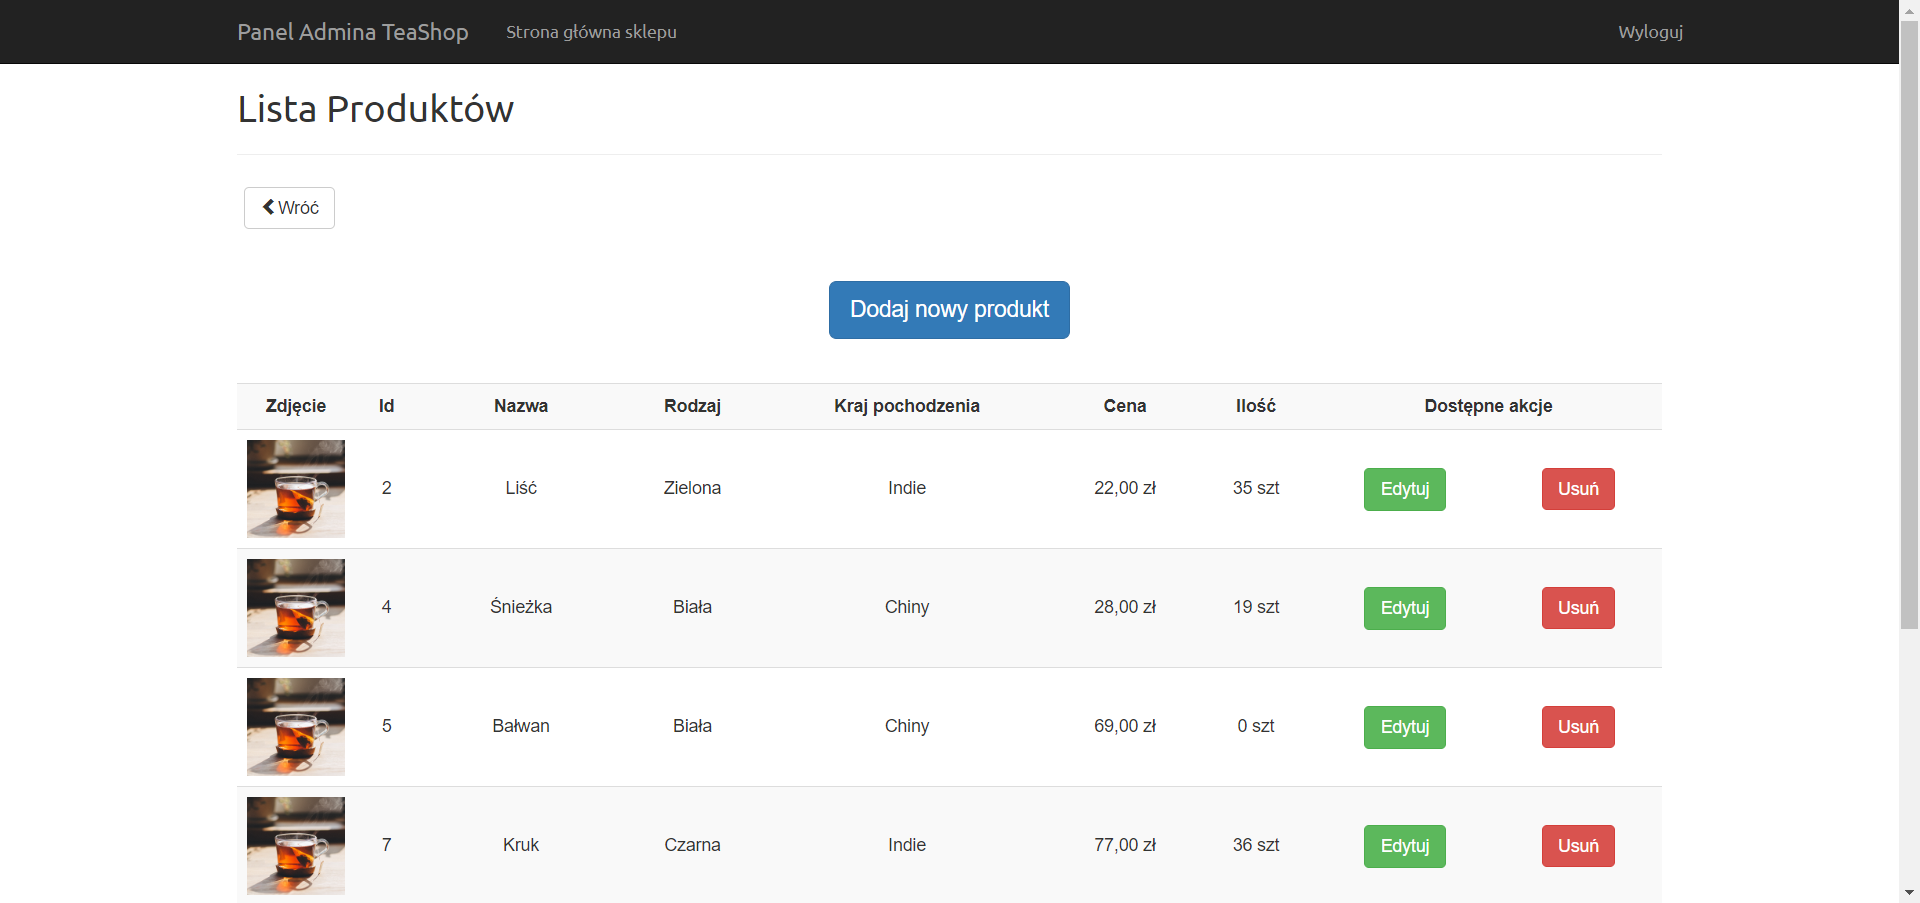 Panel Admina TeaShop Strona główna sklepu Wyloguj
Lista Produktów
Wróć
Dodaj nowy produkt
Zdjęcie Id Nazwa Rodzaj Kraj pochodzenia Cena Ilość Dostępne akcje
2 Liść Zielona Indie 22,00 zł 35 szt Edytuj Usuń
4 Śnieżka Biała Chiny 28,00 zł 19 szt Edytuj Usuń
5 Bałwan Biała Chiny 69,00 zł 0 szt Edytuj Usuń
7 Kruk Czarna Indie 77,00 zł 36 szt Edytuj Usuń